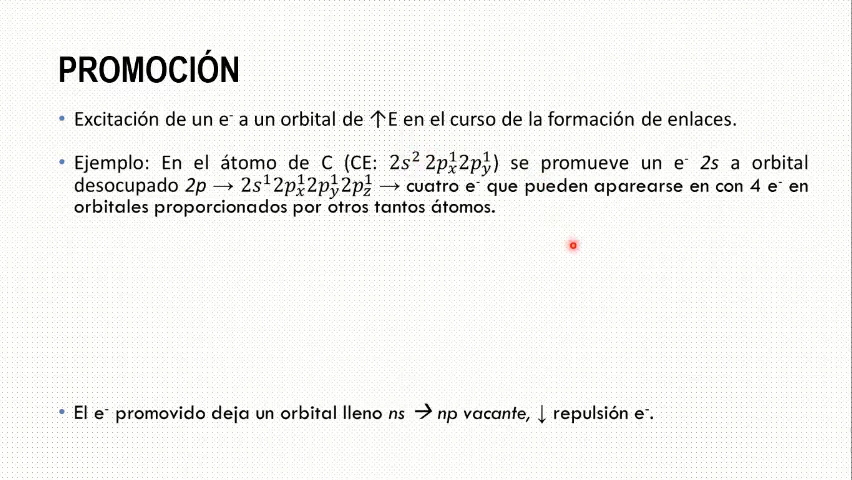 PROMOCIÓN
• Excitación de un e⁻ a un orbital de ↑E en el curso de la formación de enlaces.
• Ejemplo: En el átomo de C (CE: 2s² 2pₓ¹2p_y¹) se promueve un e⁻ 2s a orbital
desocupado 2p → 2s¹2pₓ¹2p_y¹2p_z¹ → cuatro e⁻ que pueden aparearse en con 4 e⁻ en
orbitales proporcionados por otros tantos átomos.
• El e⁻ promovido deja un orbital lleno ns → np vacante, ↓ repulsión e⁻.